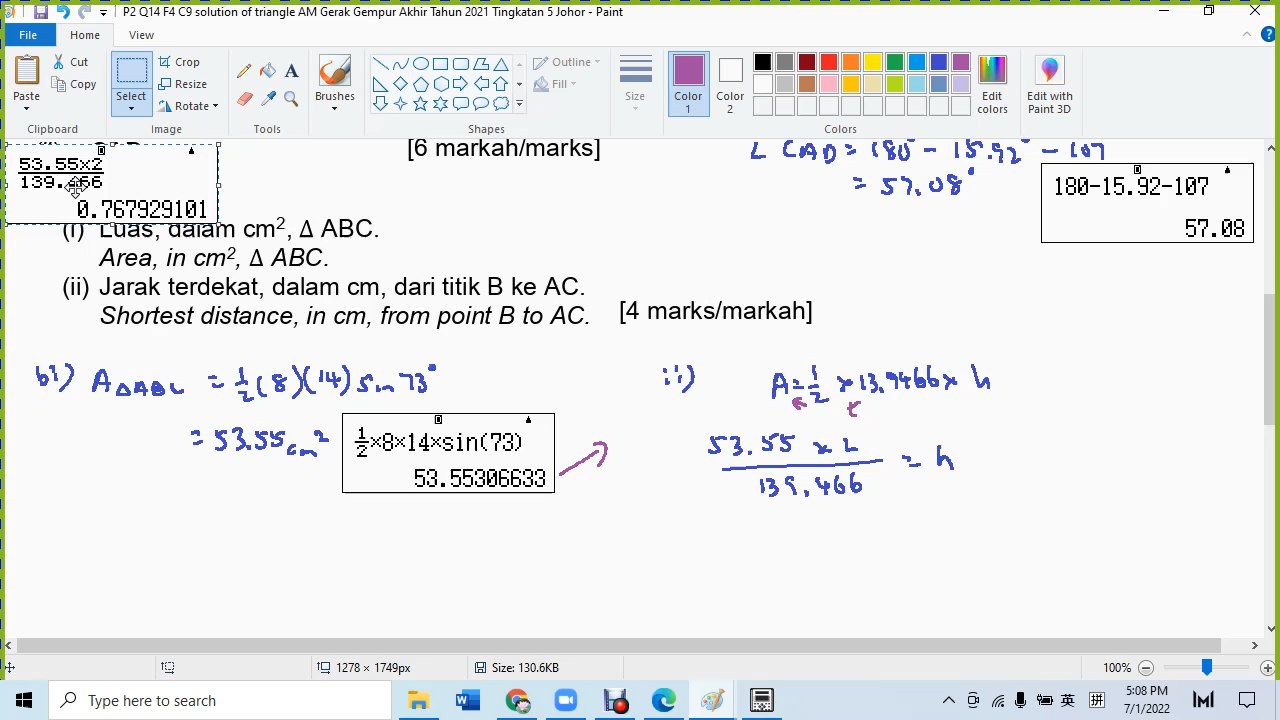 P2 Q14 F4 C9 solution of triangle AM Gerak Gempur Akhir Tahun 2021 Tingkatan 5 Johor - Paint
File Home View
Paste
Cut
Copy
Clipboard
Select
Crop
Resize
Rotate
Image
Tools
Brushes
Outline
Fill
Shapes
Size
Color 1
Color 2
Colors
Edit colors
Edit with Paint 3D
[6 markah/marks]
∠ CAD = 180° - 15.92° - 107
= 57.08°
53.55×2
139.466
0.767929101
180-15.92-107
57.08
(i) Luas, dalam cm², Δ ABC.
Area, in cm², Δ ABC.
(ii) Jarak terdekat, dalam cm, dari titik B ke AC.
Shortest distance, in cm, from point B to AC.
[4 marks/markah]
bi) A ΔABC = 1/2 (8)(14) sin 73°
= 53.55 cm²
1/2×8×14×sin(73)
53.55306633
ii) A = 1/2 × 13.9466 × h
53.55 × 2 / 139.466 = h
1278 × 1749px
Size: 130.6KB
100%
Type here to search
英
拼
5:08 PM
7/1/2022